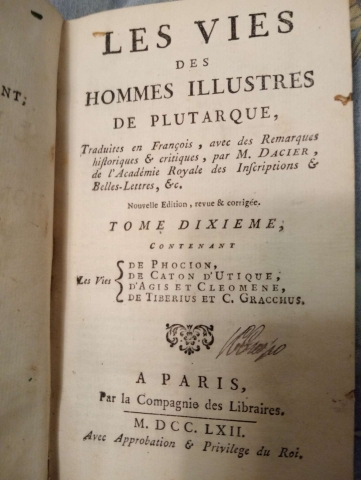 NT;
LES VIES
DES
HOMMES ILLUSTRES
DE PLUTARQUE,
Traduites en François, avec des Remarques
historiques & critiques, par M. DACIER,
de l'Académie Royale des Inscriptions &
Belles-Lettres, &c.
Nouvelle Edition, revue & corrigée.
TOME DIXIEME,
CONTENANT
Les Vies
DE PHOCION,
DE CATON D'UTIQUE,
D'AGIS ET CLEOMENE,
DE TIBERIUS ET C. GRACCHUS.
A PARIS,
Par la Compagnie des Libraires.
M. DCC. LXII.
Avec Approbation & Privilege du Roi.